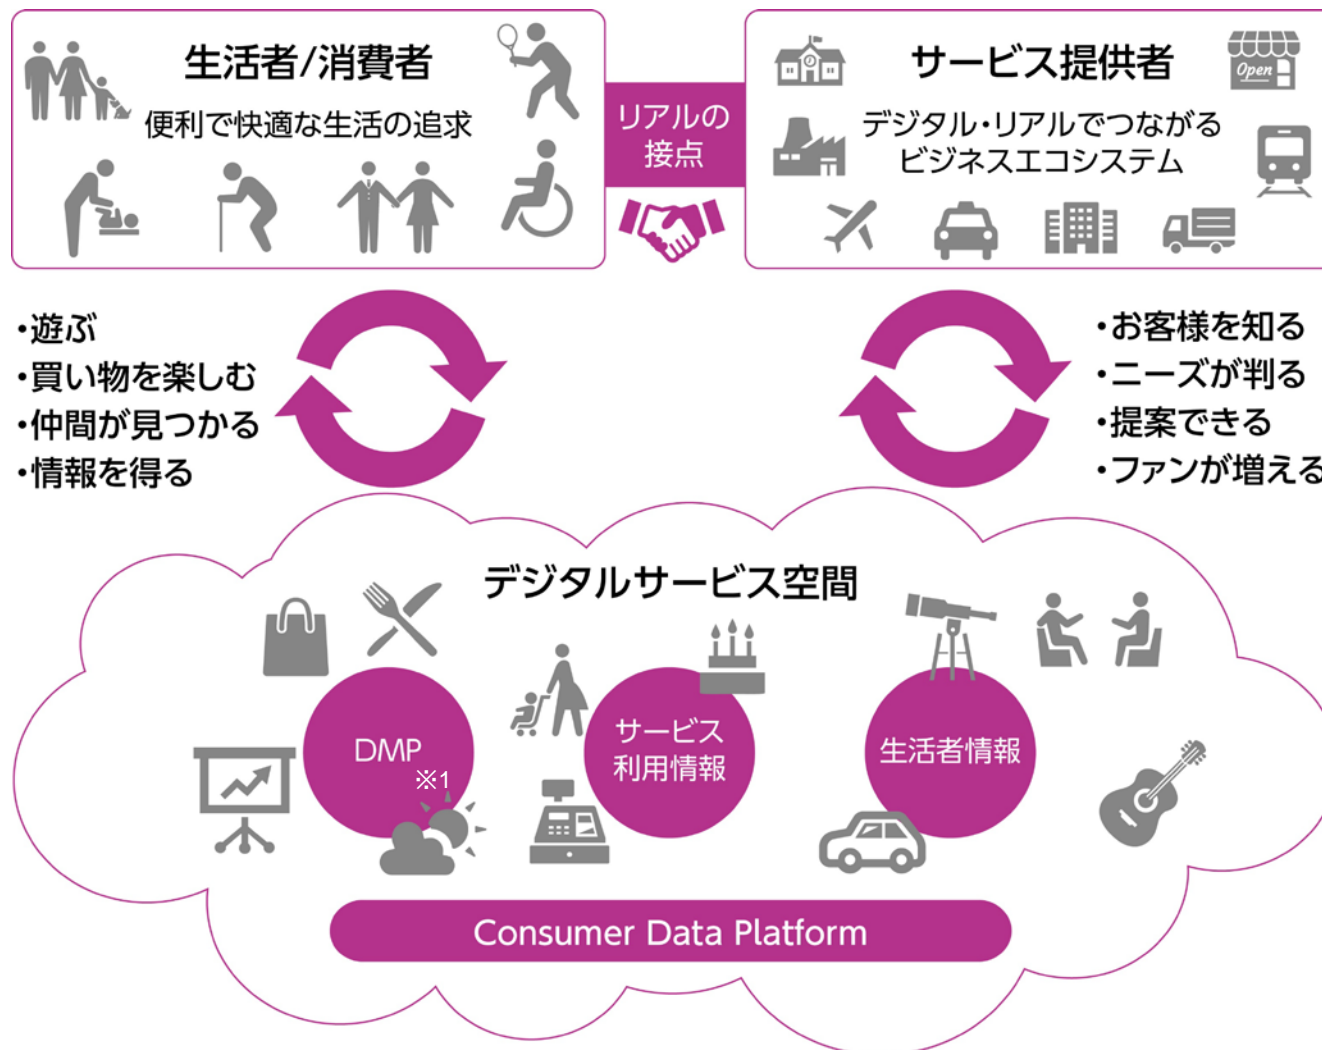 生活者/消費者
便利で快適な生活の追求
リアルの
接点
サービス提供者
デジタル・リアルでつながる
ビジネスエコシステム
Open
・遊ぶ
・買い物を楽しむ
・仲間が見つかる
・情報を得る
・お客様を知る
・ニーズが判る
・提案できる
・ファンが増える
デジタルサービス空間
DMP
※1
サービス
利用情報
生活者情報
Consumer Data Platform